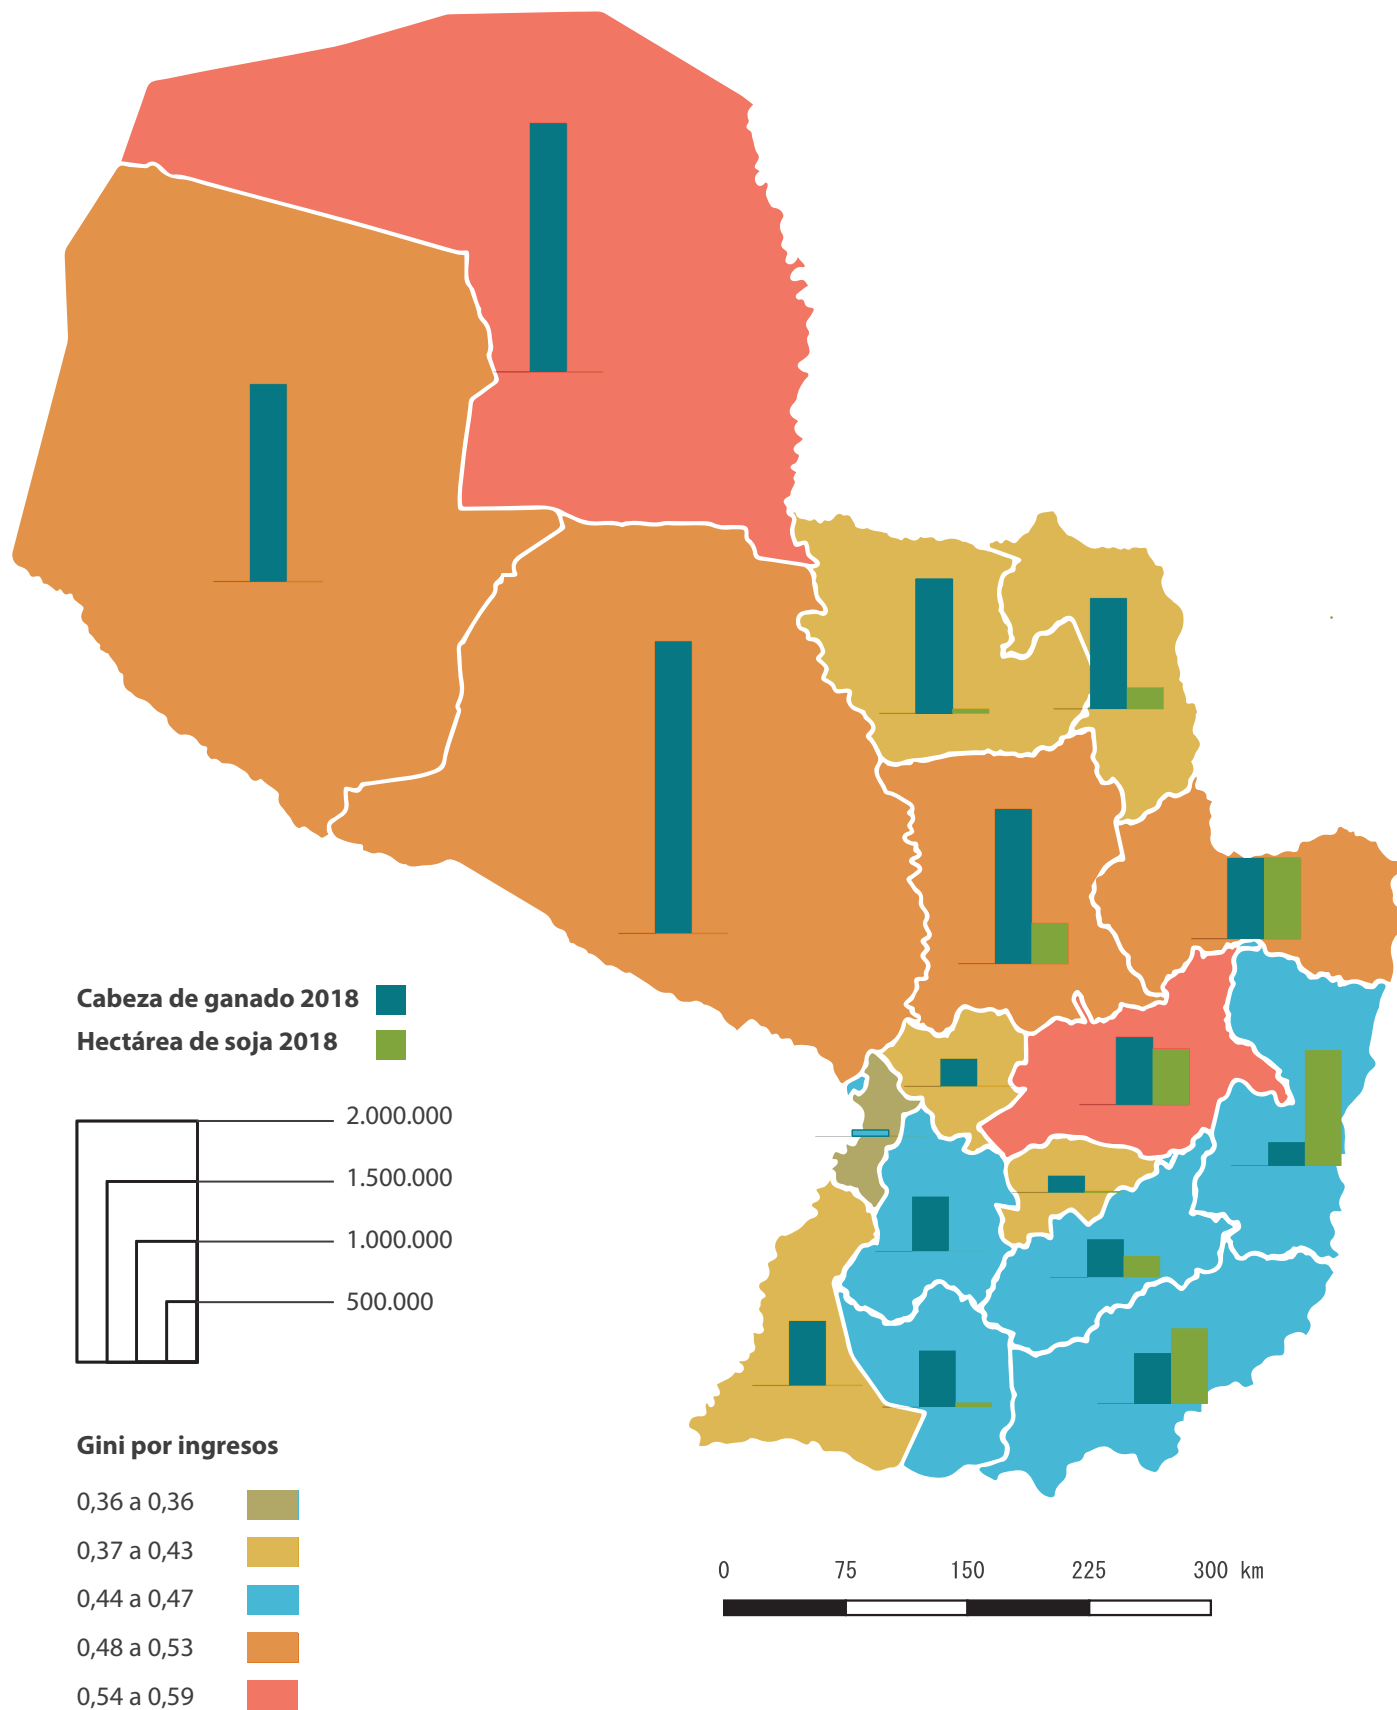 Cabeza de ganado 2018
Hectárea de soja 2018
2.000.000
1.500.000
1.000.000
500.000
Gini por ingresos
0,36 a 0,36
0,37 a 0,43
0,44 a 0,47
0,48 a 0,53
0,54 a 0,59
0 75 150 225 300 km